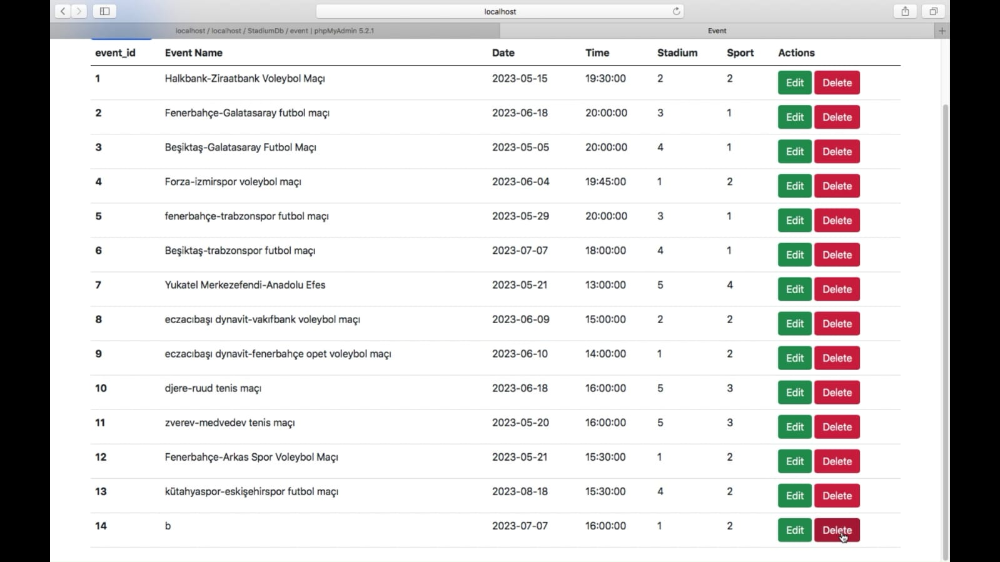 localhost
localhost / localhost / StadiumDb / event | phpMyAdmin 5.2.1 Event
event_id Event Name Date Time Stadium Sport Actions
1 Halkbank-Ziraatbank Voleybol Maçı 2023-05-15 19:30:00 2 2 Edit Delete
2 Fenerbahçe-Galatasaray futbol maçı 2023-06-18 20:00:00 3 1 Edit Delete
3 Beşiktaş-Galatasaray Futbol Maçı 2023-05-05 20:00:00 4 1 Edit Delete
4 Forza-izmirspor voleybol maçı 2023-06-04 19:45:00 1 2 Edit Delete
5 fenerbahçe-trabzonspor futbol maçı 2023-05-29 20:00:00 3 1 Edit Delete
6 Beşiktaş-trabzonspor futbol maçı 2023-07-07 18:00:00 4 1 Edit Delete
7 Yukatel Merkezefendi-Anadolu Efes 2023-05-21 13:00:00 5 4 Edit Delete
8 eczacıbaşı dynavit-vakıfbank voleybol maçı 2023-06-09 15:00:00 2 2 Edit Delete
9 eczacıbaşı dynavit-fenerbahçe opet voleybol maçı 2023-06-10 14:00:00 1 2 Edit Delete
10 djere-ruud tenis maçı 2023-06-18 16:00:00 5 3 Edit Delete
11 zverev-medvedev tenis maçı 2023-05-20 16:00:00 5 3 Edit Delete
12 Fenerbahçe-Arkas Spor Voleybol Maçı 2023-05-21 15:30:00 1 2 Edit Delete
13 kütahyaspor-eskişehirspor futbol maçı 2023-08-18 15:30:00 4 2 Edit Delete
14 b 2023-07-07 16:00:00 1 2 Edit Delete